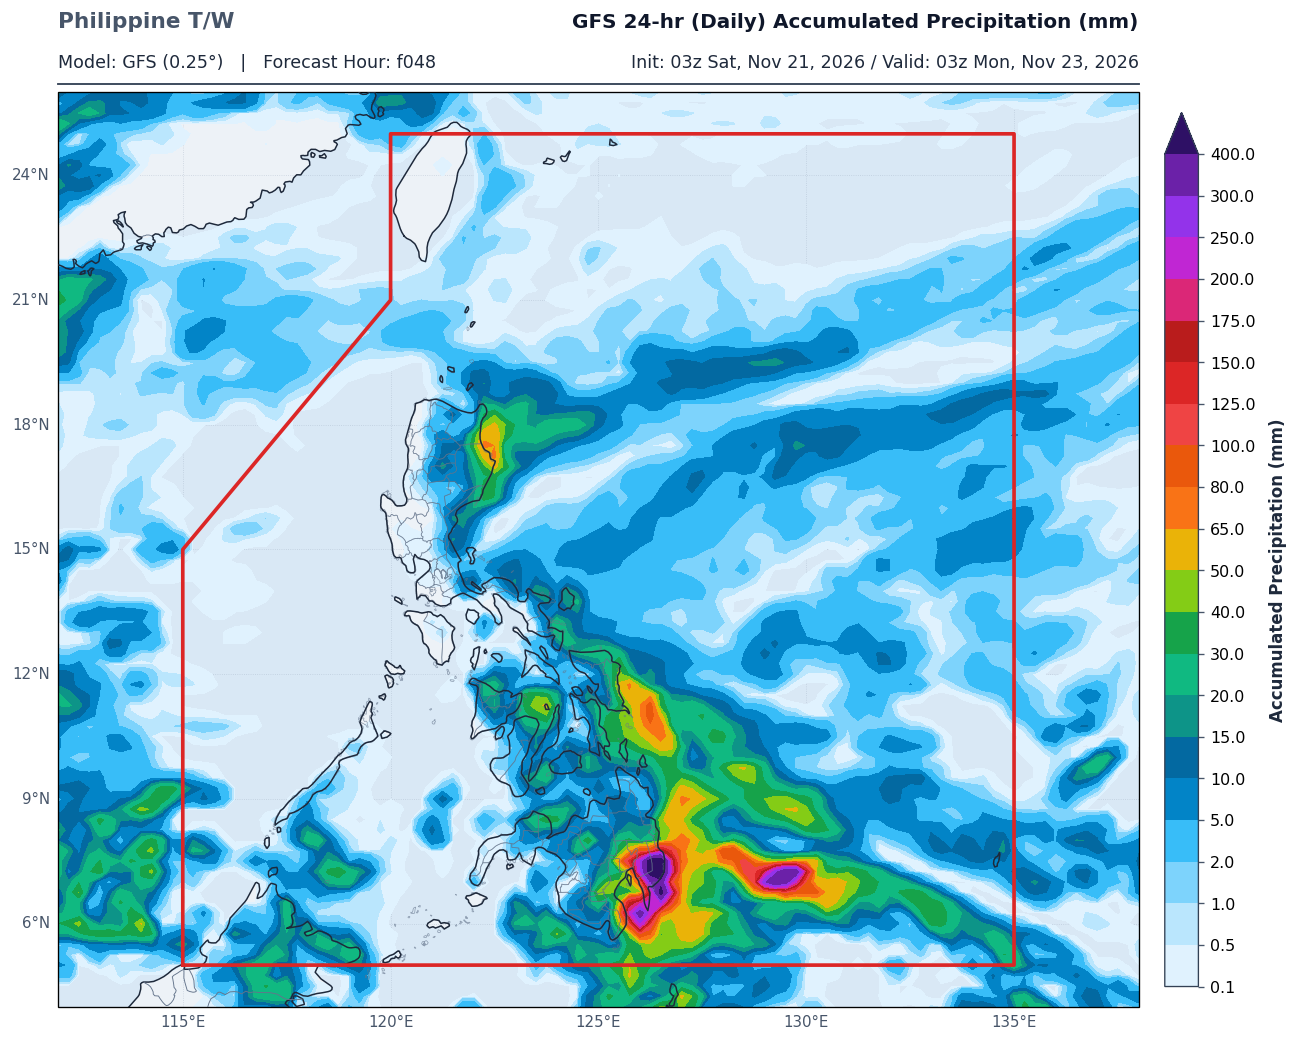 Philippine T/W
GFS 24-hr (Daily) Accumulated Precipitation (mm)
Model: GFS (0.25°)   |   Forecast Hour: f048
Init: 03z Sat, Nov 21, 2026 / Valid: 03z Mon, Nov 23, 2026
24°N
21°N
18°N
15°N
12°N
9°N
6°N
115°E
120°E
125°E
130°E
135°E
400.0
300.0
250.0
200.0
175.0
150.0
125.0
100.0
80.0
65.0
50.0
40.0
30.0
20.0
15.0
10.0
5.0
2.0
1.0
0.5
0.1
Accumulated Precipitation (mm)